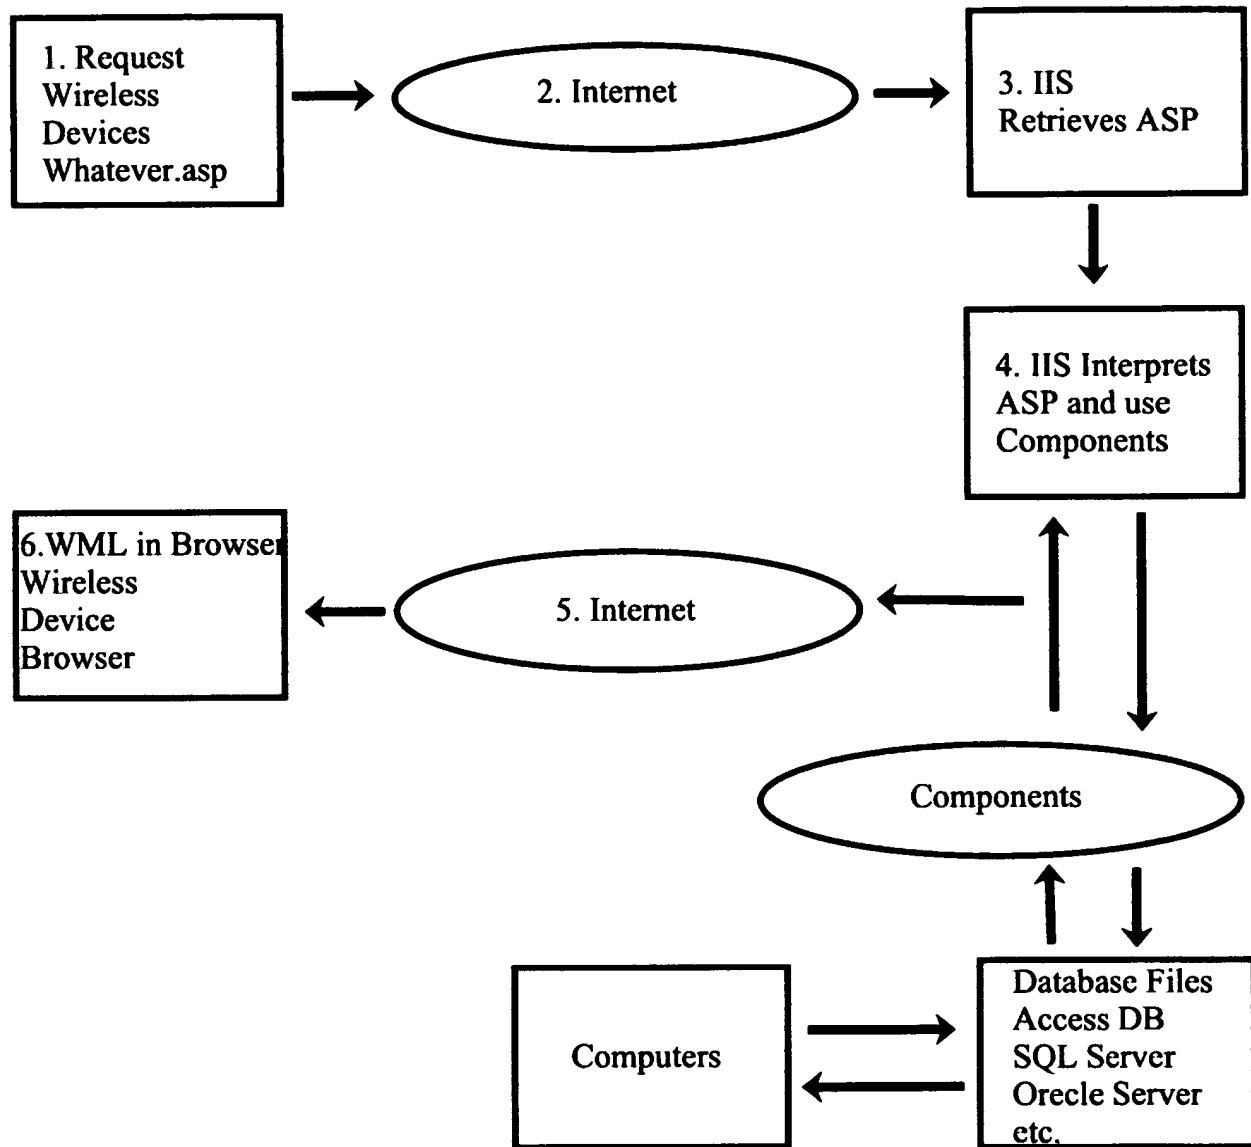 1. Request
Wireless
Devices
Whatever.asp
2. Internet
3. IIS
Retrieves ASP
4. IIS Interprets
ASP and use
Components
6.WML in Browser
Wireless
Device
Browser
5. Internet
Components
Computers
Database Files
Access DB
SQL Server
Orecle Server
etc.